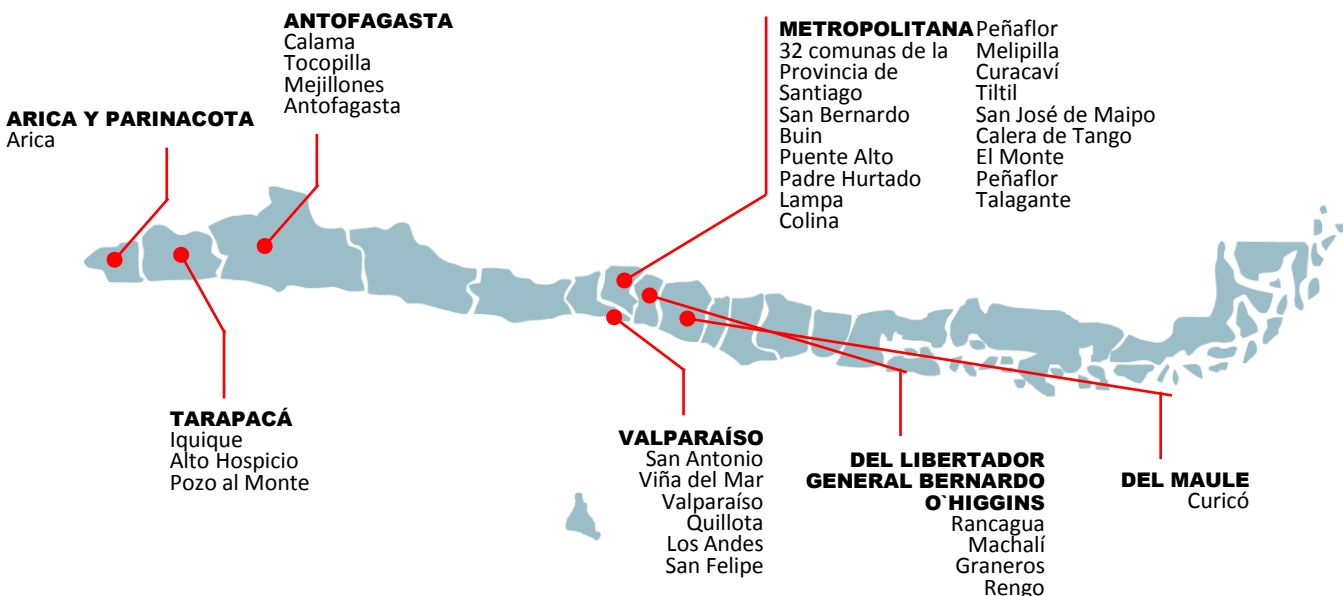 ARICA Y PARINACOTA
Arica
ANTOFAGASTA
Calama
Tocopilla
Mejillones
Antofagasta
METROPOLITANA
32 comunas de la
Provincia de
Santiago
San Bernardo
Buin
Puente Alto
Padre Hurtado
Lampa
Colina
Peñaflor
Melipilla
Curacaví
Tiltil
San José de Maipo
Calera de Tango
El Monte
Peñaflor
Talagante
TARAPACÁ
Iquique
Alto Hospicio
Pozo al Monte
VALPARAÍSO
San Antonio
Viña del Mar
Valparaíso
Quillota
Los Andes
San Felipe
DEL LIBERTADOR
GENERAL BERNARDO
O`HIGGINS
Rancagua
Machalí
Graneros
Rengo
DEL MAULE
Curicó